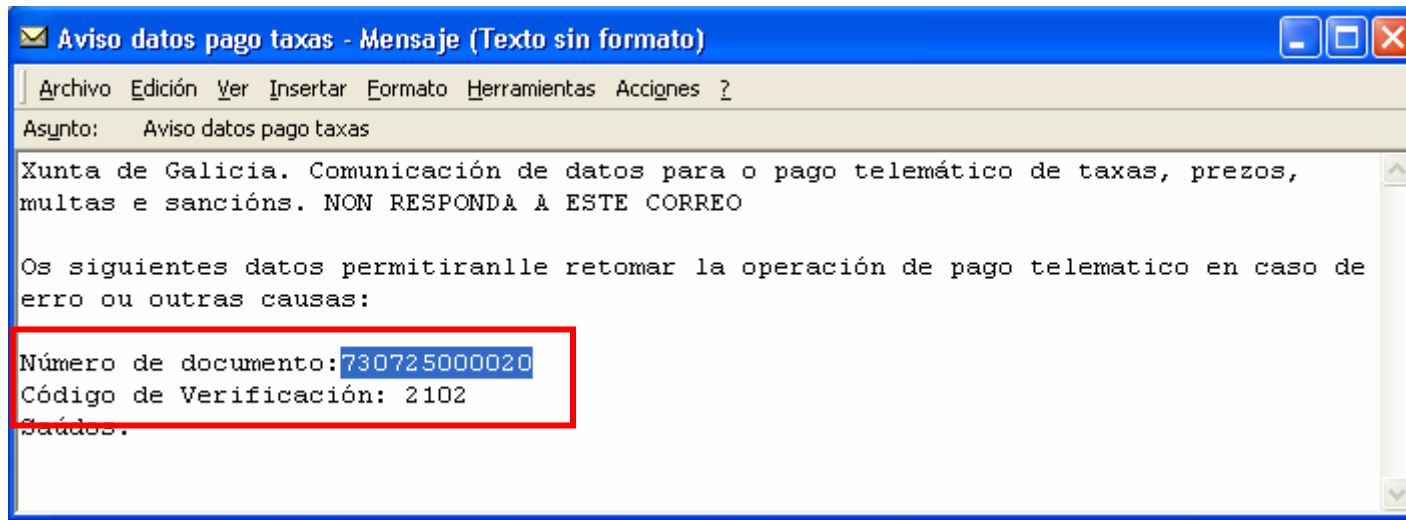 Aviso datos pago taxas - Mensaje (Texto sin formato)
Archivo Edición Ver Insertar Formato Herramientas Acciones ?
Asunto: Aviso datos pago taxas
Xunta de Galicia. Comunicación de datos para o pago telemático de taxas, prezos,
multas e sancións. NON RESPONDA A ESTE CORREO
Os siguientes datos permitiranlle retomar la operación de pago telematico en caso de
erro ou outras causas:
Número de documento:730725000020
Código de Verificación: 2102
Saúdos.